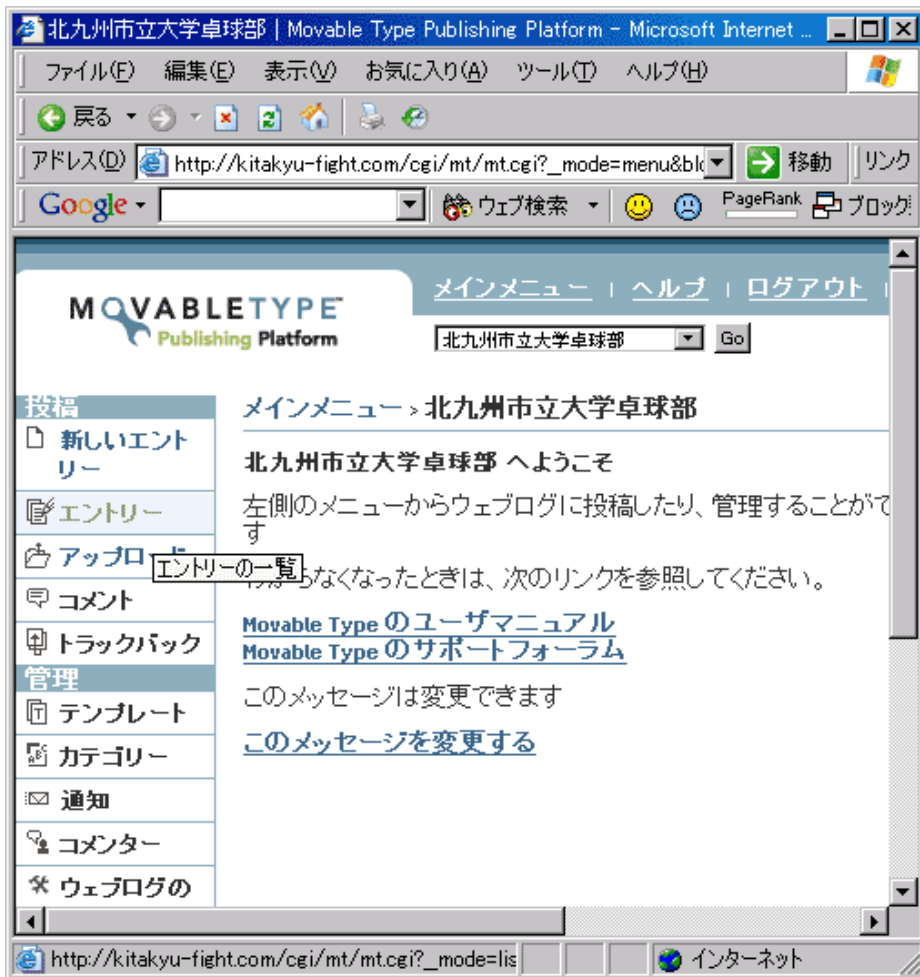 北九州市立大学卓球部 | Movable Type Publishing Platform - Microsoft Internet ...
ファイル(F) 編集(E) 表示(V) お気に入り(A) ツール(T) ヘルプ(H)
戻る
アドレス(D) http://kitakyu-fight.com/cgi/mt/mt.cgi?_mode=menu&blo 移動 リンク
Google ウェブ検索 PageRank ブロック
メインメニュー | ヘルプ | ログアウト |
MOVABLETYPE™
Publishing Platform
北九州市立大学卓球部 Go
投稿
新しいエント
リー
エントリー
アップロード
エントリーの一覧
コメント
トラックバック
管理
テンプレート
カテゴリー
通知
コメンター
ウェブログの
メインメニュー > 北九州市立大学卓球部
北九州市立大学卓球部 へようこそ
左側のメニューからウェブログに投稿したり、管理することがで
す
らなくなったときは、次のリンクを参照してください。
Movable Type のユーザマニュアル
Movable Type のサポートフォーラム
このメッセージは変更できます
このメッセージを変更する
http://kitakyu-fight.com/cgi/mt/mt.cgi?_mode=lis インターネット